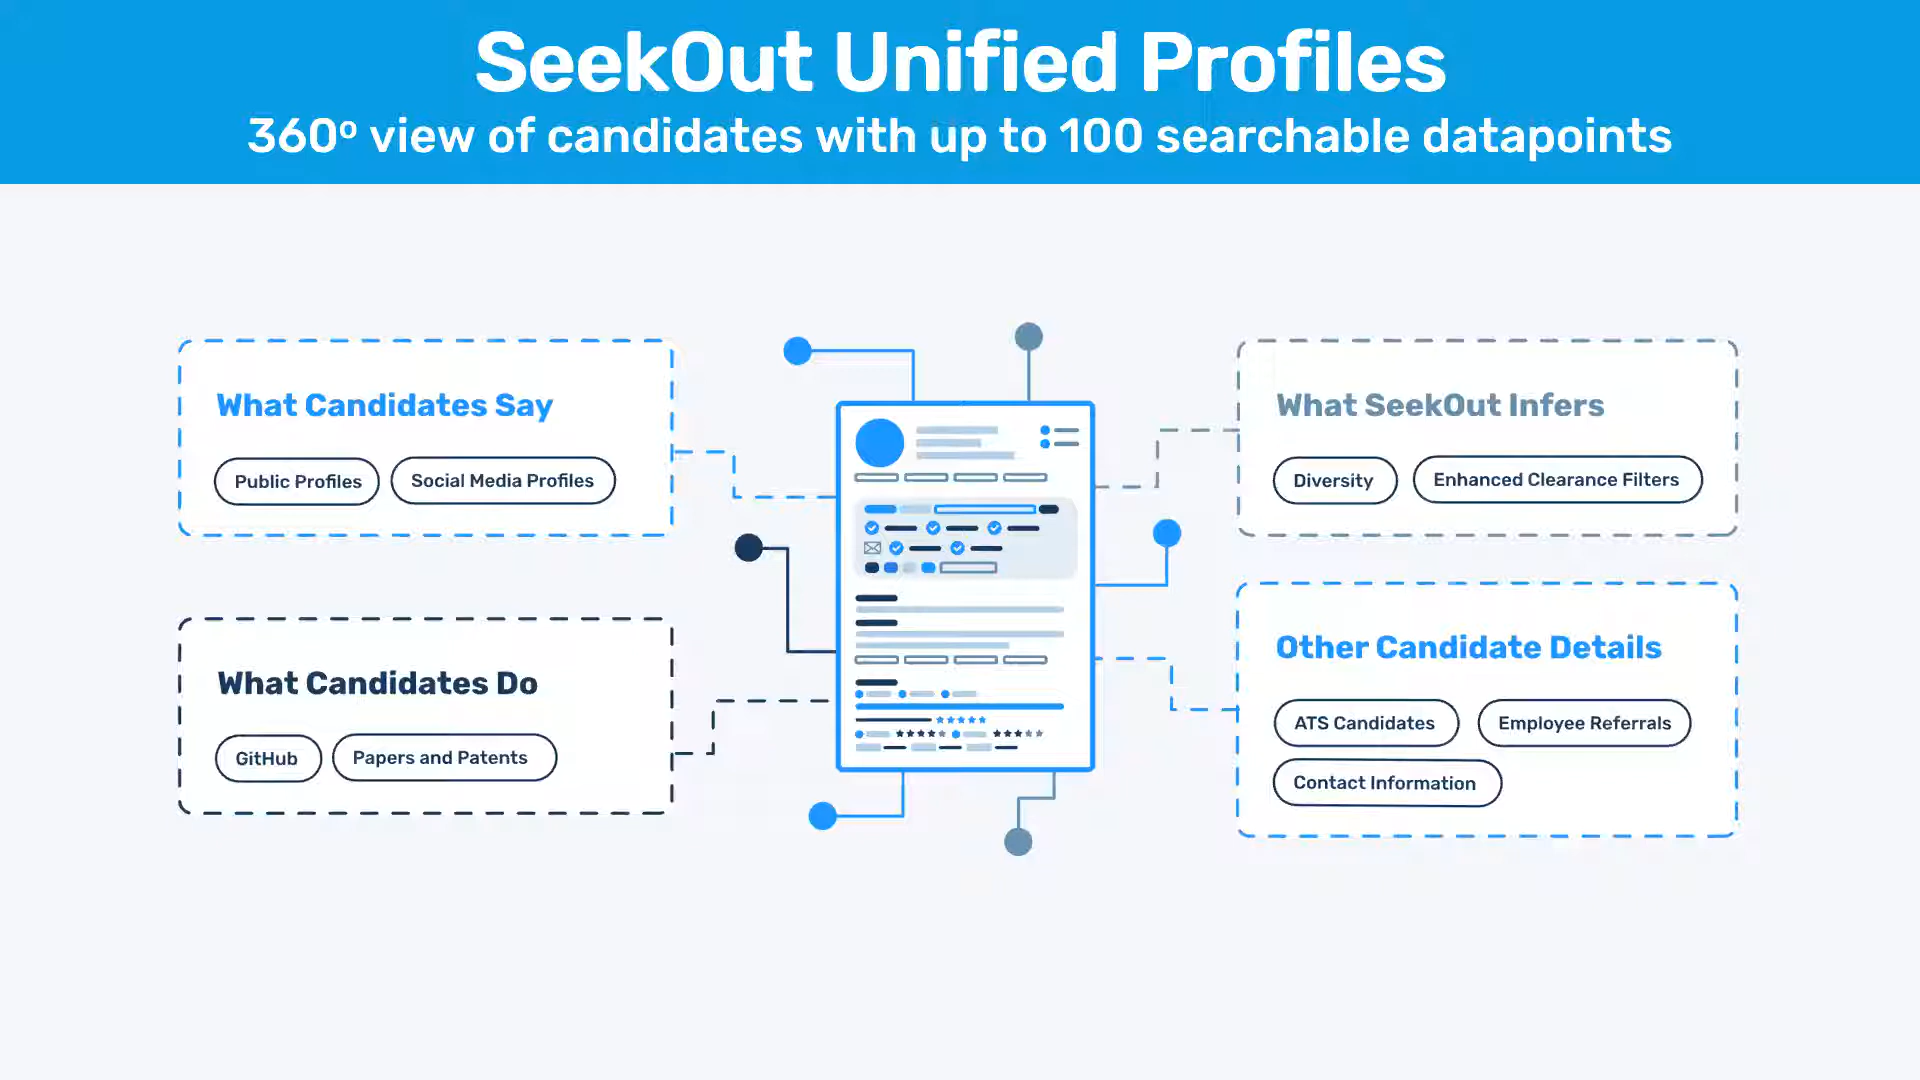 SeekOut Unified Profiles
360º view of candidates with up to 100 searchable datapoints
What Candidates Say
Public Profiles
Social Media Profiles
What Candidates Do
GitHub
Papers and Patents
What SeekOut Infers
Diversity
Enhanced Clearance Filters
Other Candidate Details
ATS Candidates
Employee Referrals
Contact Information